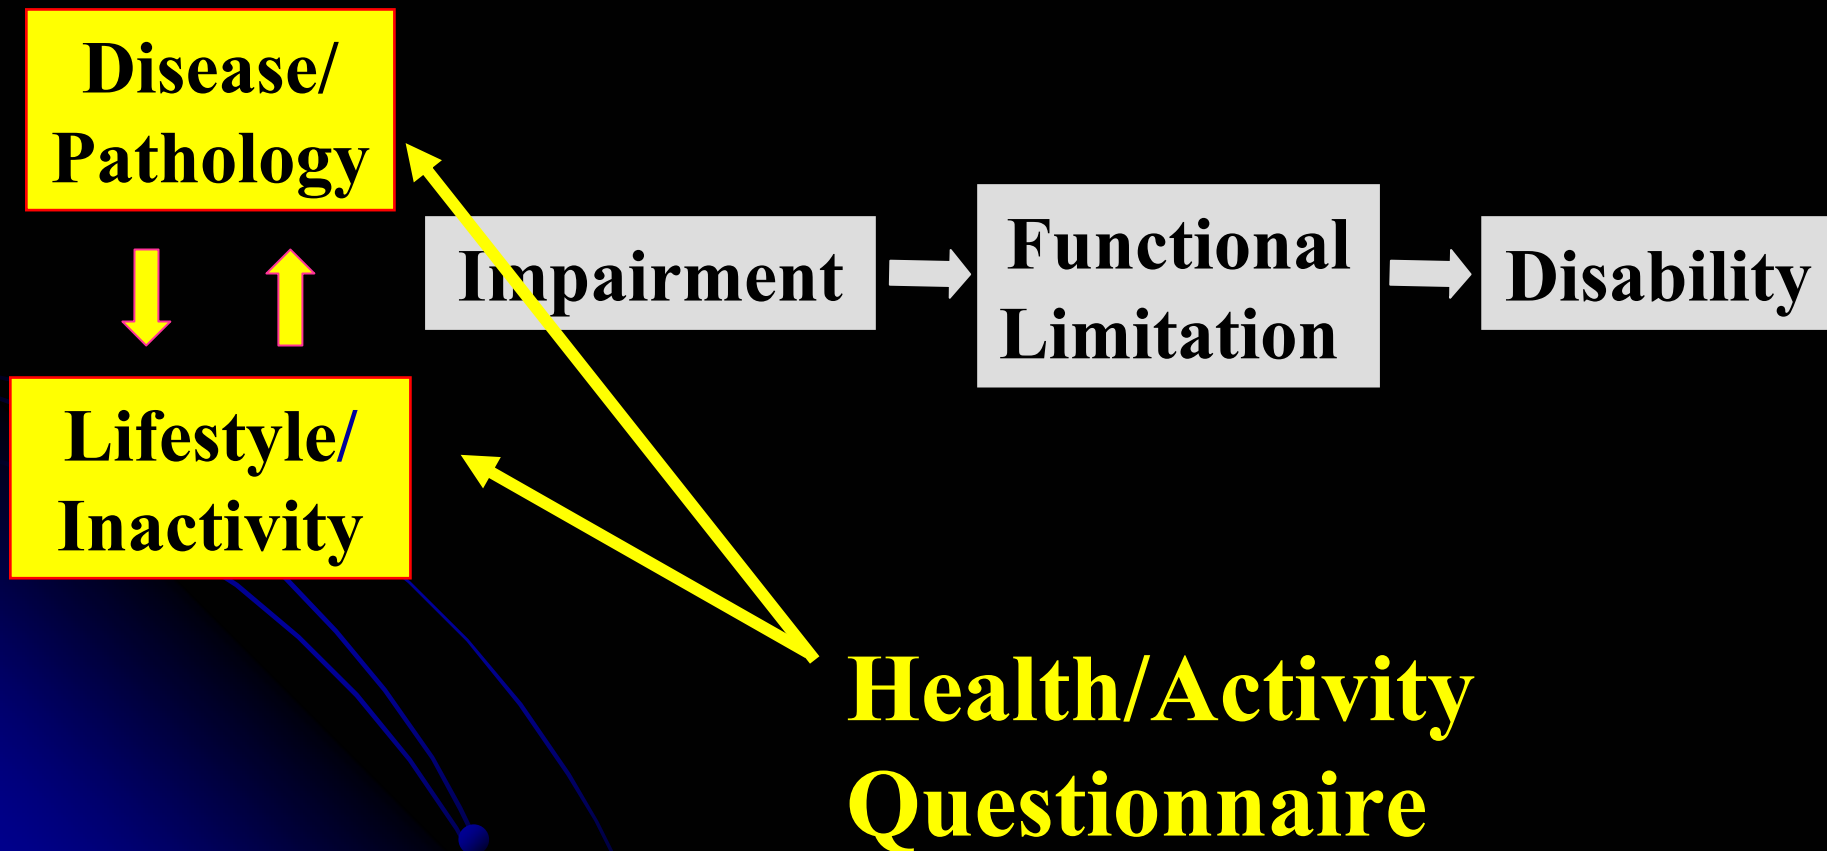 Disease/
Pathology
Impairment
Functional
Limitation
Disability
Lifestyle/
Inactivity
Health/Activity
Questionnaire